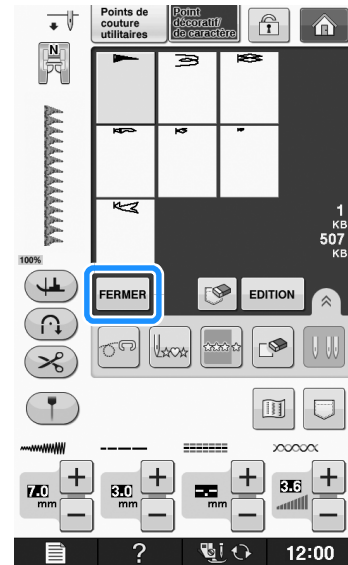 Points de
couture
utilitaires
Point
décoratif/
de caractère
N
1
KB
507
KB
100%
FERMER
EDITION
7.0
mm
3.0
mm
-.-
mm
3.6
?
12:00